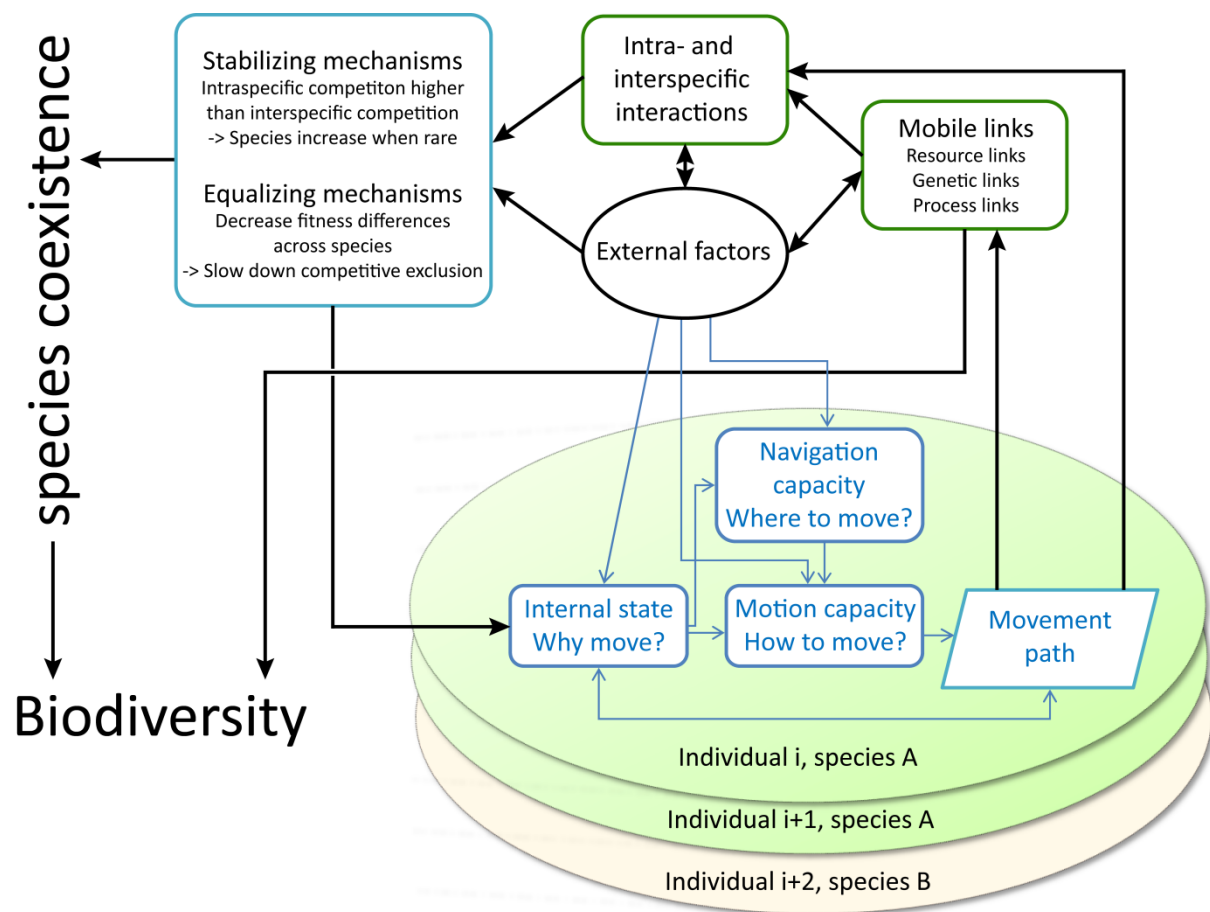 species coexistence
Biodiversity
Stabilizing mechanisms
Intraspecific competiton higher
than interspecific competition
-> Species increase when rare
Equalizing mechanisms
Decrease fitness differences
across species
-> Slow down competitive exclusion
Intra- and
interspecific
interactions
External factors
Mobile links
Resource links
Genetic links
Process links
Navigation
capacity
Where to move?
Internal state
Why move?
Motion capacity
How to move?
Movement
path
Individual i, species A
Individual i+1, species A
Individual i+2, species B